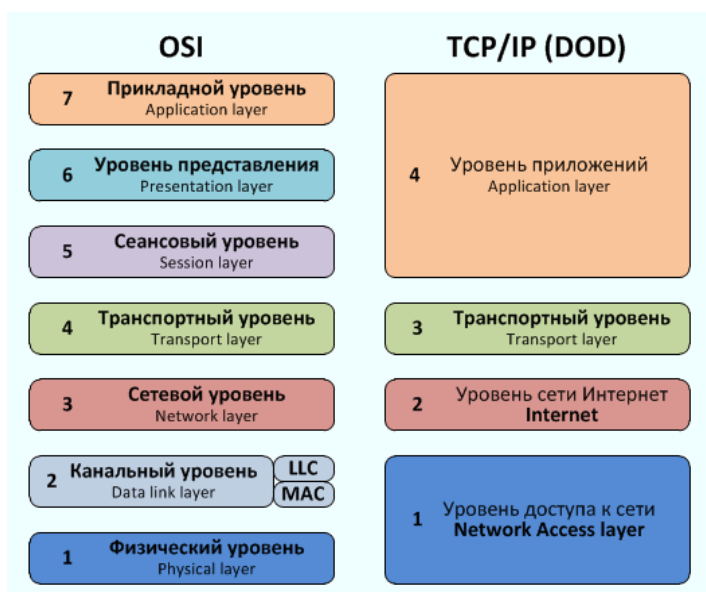 OSI
7 Прикладной уровень
Application layer
6 Уровень представления
Presentation layer
5 Сеансовый уровень
Session layer
4 Транспортный уровень
Transport layer
3 Сетевой уровень
Network layer
2 Канальный уровень
Data link layer
LLC
MAC
1 Физический уровень
Physical layer
TCP/IP (DOD)
4 Уровень приложений
Application layer
3 Транспортный уровень
Transport layer
2 Уровень сети Интернет
Internet
1 Уровень доступа к сети
Network Access layer